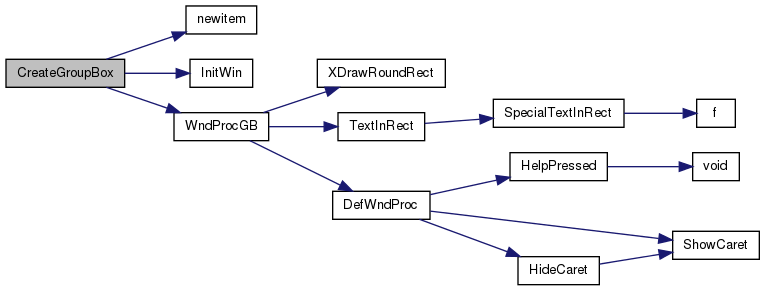 newitem
CreateGroupBox
InitWin
XDrawRoundRect
SpecialTextInRect
f
WndProcGB
TextInRect
HelpPressed
void
DefWndProc
ShowCaret
HideCaret